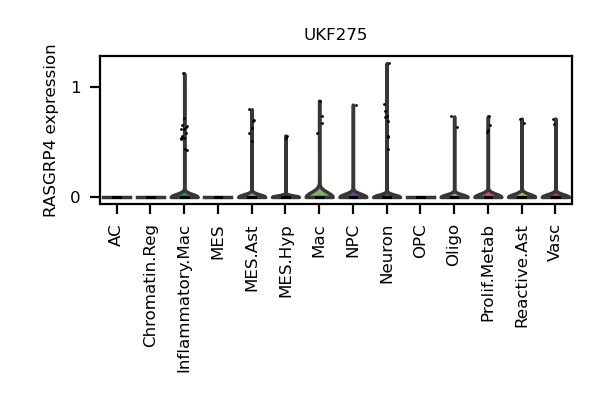 UKF275
RASGRP4 expression
1
0
AC
Chromatin.Reg
Inflammatory.Mac
MES
MES.Ast
MES.Hyp
Mac
NPC
Neuron
OPC
Oligo
Prolif.Metab
Reactive.Ast
Vasc